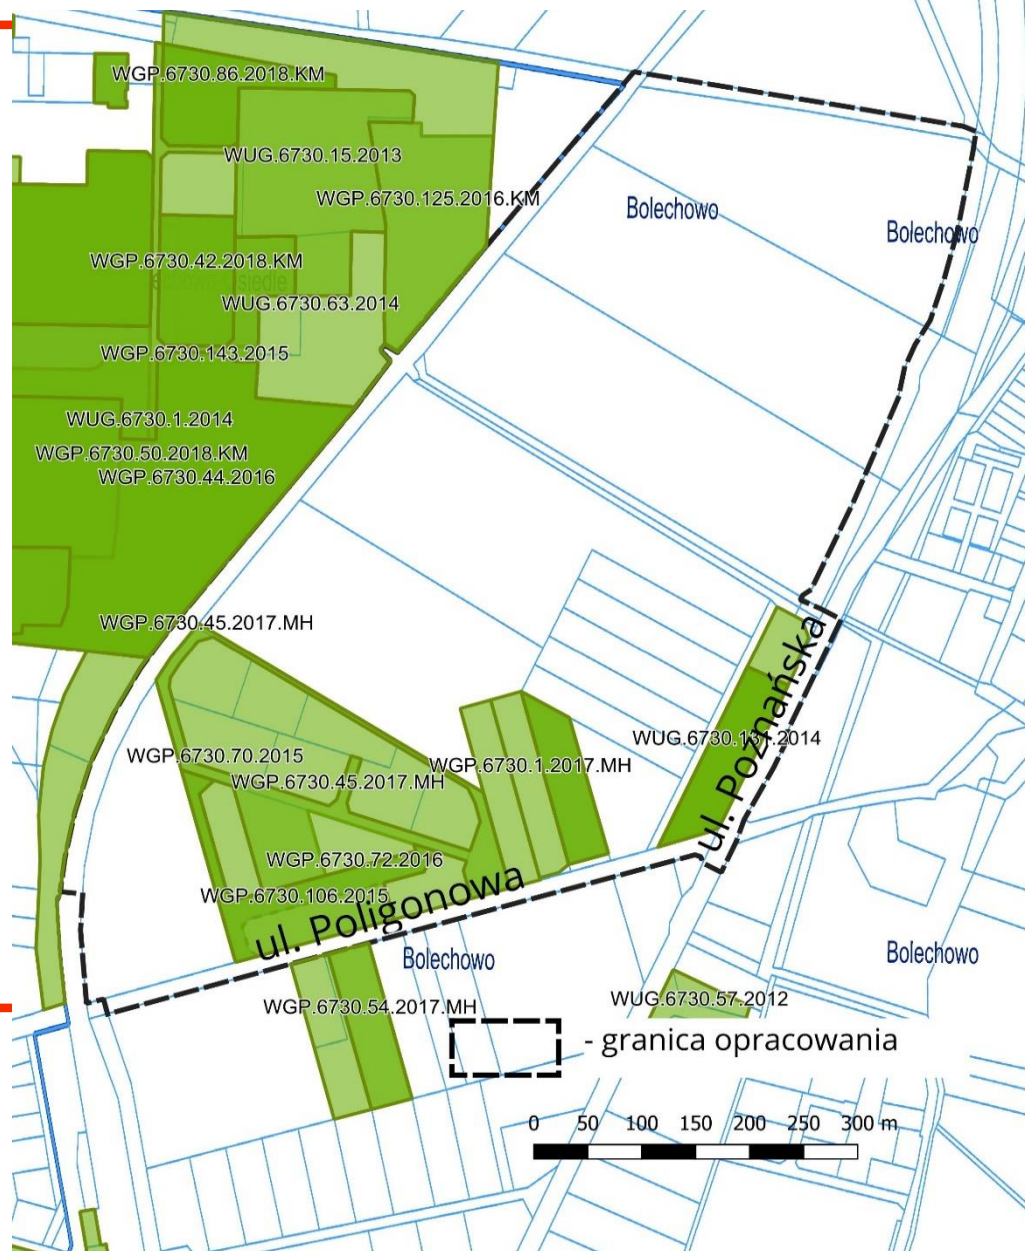 WGP.6730.86.2018.KM
WUG.6730.15.2013
WGP.6730.125.2016.KM
Bolechowo
Bolechowo
WGP.6730.42.2018.KM
WUG.6730.63.2014
WGP.6730.143.2015
WUG.6730.1.2014
WGP.6730.50.2018.KM
WGP.6730.44.2016
WGP.6730.45.2017.MH
ul. Poznańska
WGP.6730.70.2015
WGP.6730.45.2017.MH
WGP.6730.1.2017.MH
WGP.6730.72.2016
WGP.6730.106.2015
ul. Poligonowa
Bolechowo
Bolechowo
WGP.6730.54.2017.MH
WUG.6730.57.2012
- granica opracowania
0 50 100 150 200 250 300 m